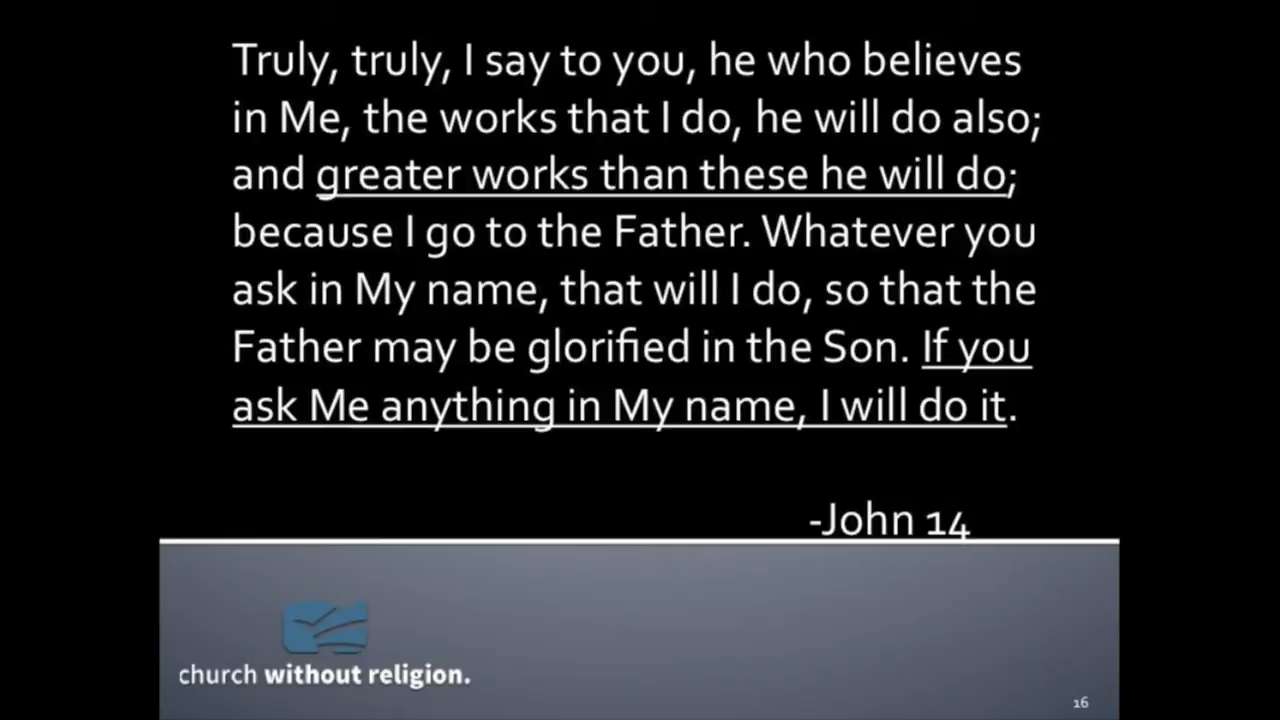 Truly, truly, I say to you, he who believes
in Me, the works that I do, he will do also;
and greater works than these he will do;
because I go to the Father. Whatever you
ask in My name, that will I do, so that the
Father may be glorified in the Son. If you
ask Me anything in My name, I will do it.
-John 14
church without religion.
16